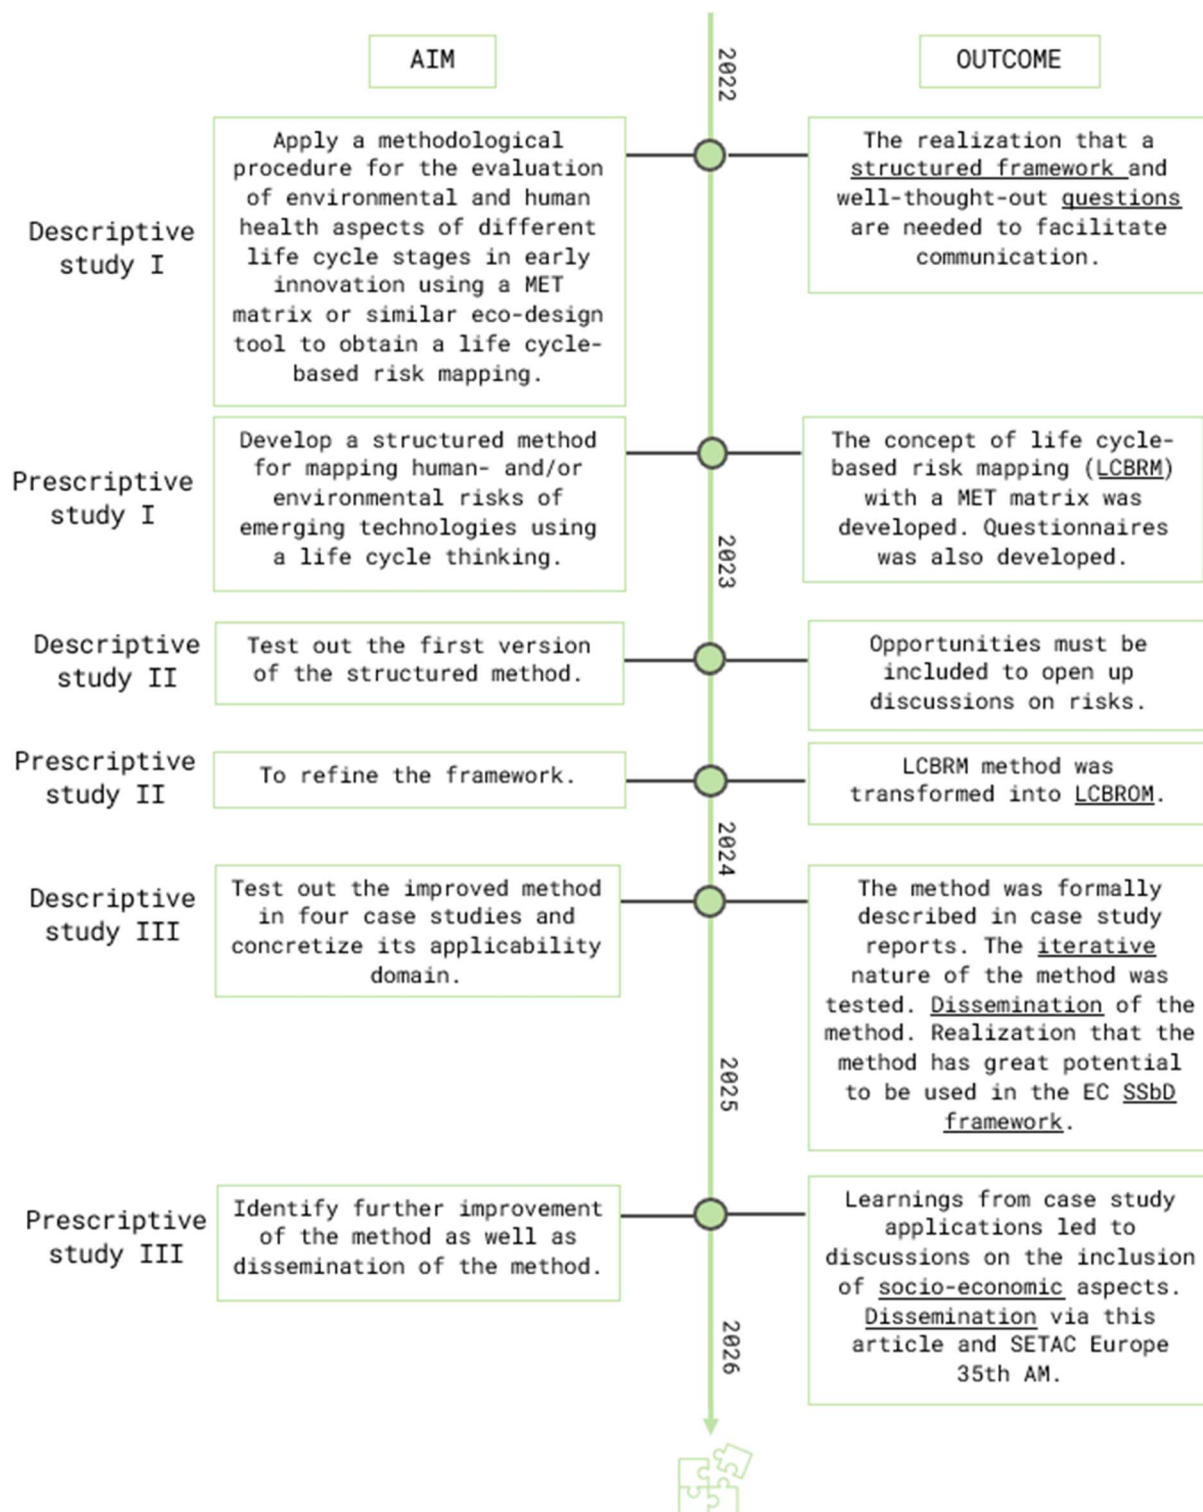 AIM
OUTCOME
2022
Descriptive
study I
Apply a methodological
procedure for the evaluation
of environmental and human
health aspects of different
life cycle stages in early
innovation using a MET
matrix or similar eco-design
tool to obtain a life cycle-
based risk mapping.
The realization that a
structured framework and
well-thought-out questions
are needed to facilitate
communication.
Prescriptive
study I
Develop a structured method
for mapping human- and/or
environmental risks of
emerging technologies using
a life cycle thinking.
The concept of life cycle-
based risk mapping (LCBRM)
with a MET matrix was
developed. Questionnaires
was also developed.
2023
Descriptive
study II
Test out the first version
of the structured method.
Opportunities must be
included to open up
discussions on risks.
Prescriptive
study II
To refine the framework.
LCBRM method was
transformed into LCBROM.
2024
Descriptive
study III
Test out the improved method
in four case studies and
concretize its applicability
domain.
The method was formally
described in case study
reports. The iterative
nature of the method was
tested. Dissemination of the
method. Realization that the
method has great potential
to be used in the EC SSbD
framework.
2025
Prescriptive
study III
Identify further improvement
of the method as well as
dissemination of the method.
Learnings from case study
applications led to
discussions on the inclusion
of socio-economic aspects.
Dissemination via this
article and SETAC Europe
35th AM.
2026